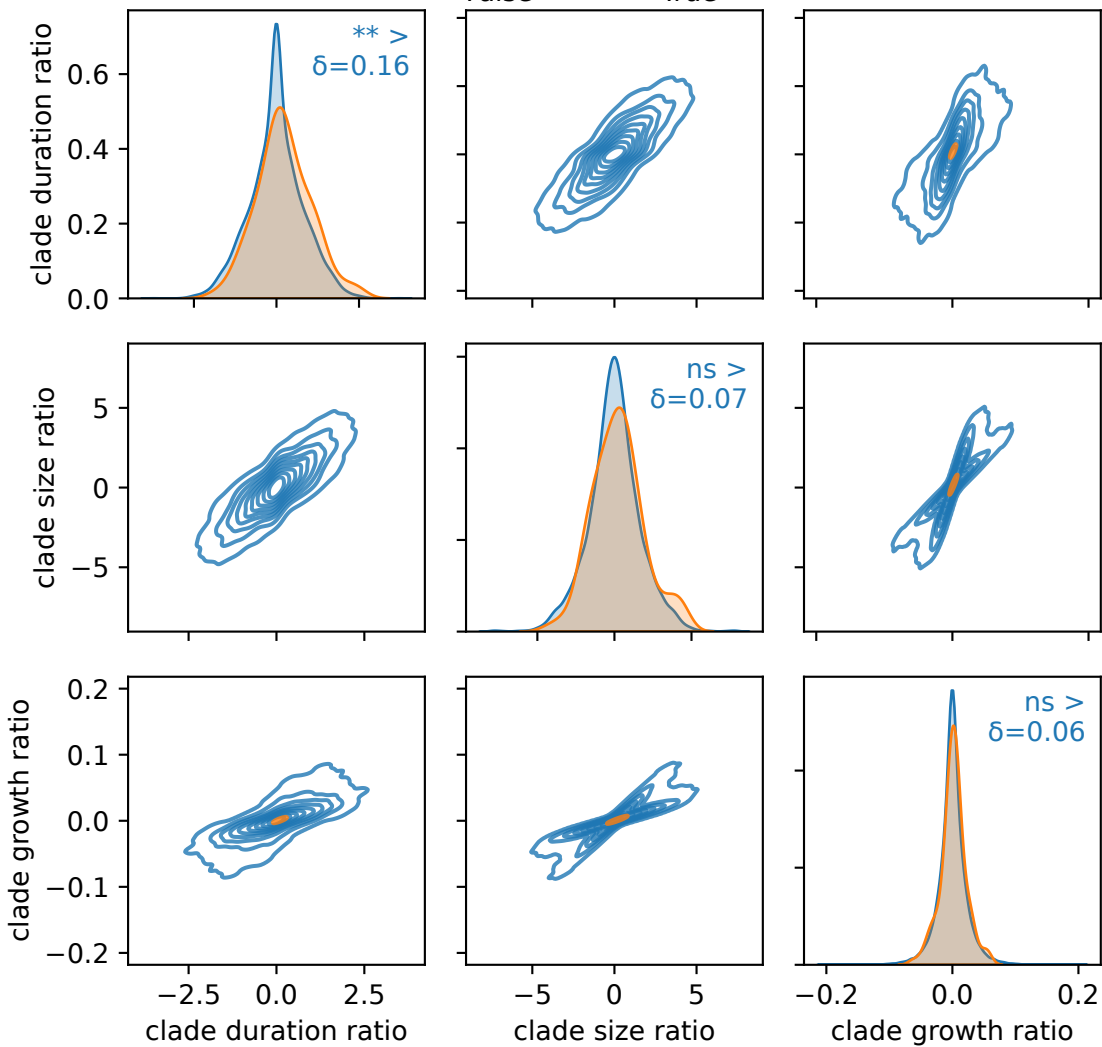 clade duration ratio
0.6
0.4
0.2
0.0
** >
δ=0.16
clade size ratio
5
0
−5
ns >
δ=0.07
clade growth ratio
0.2
0.1
0.0
−0.1
−0.2
ns >
δ=0.06
−2.5 0.0 2.5
−5 0 5
−0.2 0.0 0.2
clade duration ratio
clade size ratio
clade growth ratio